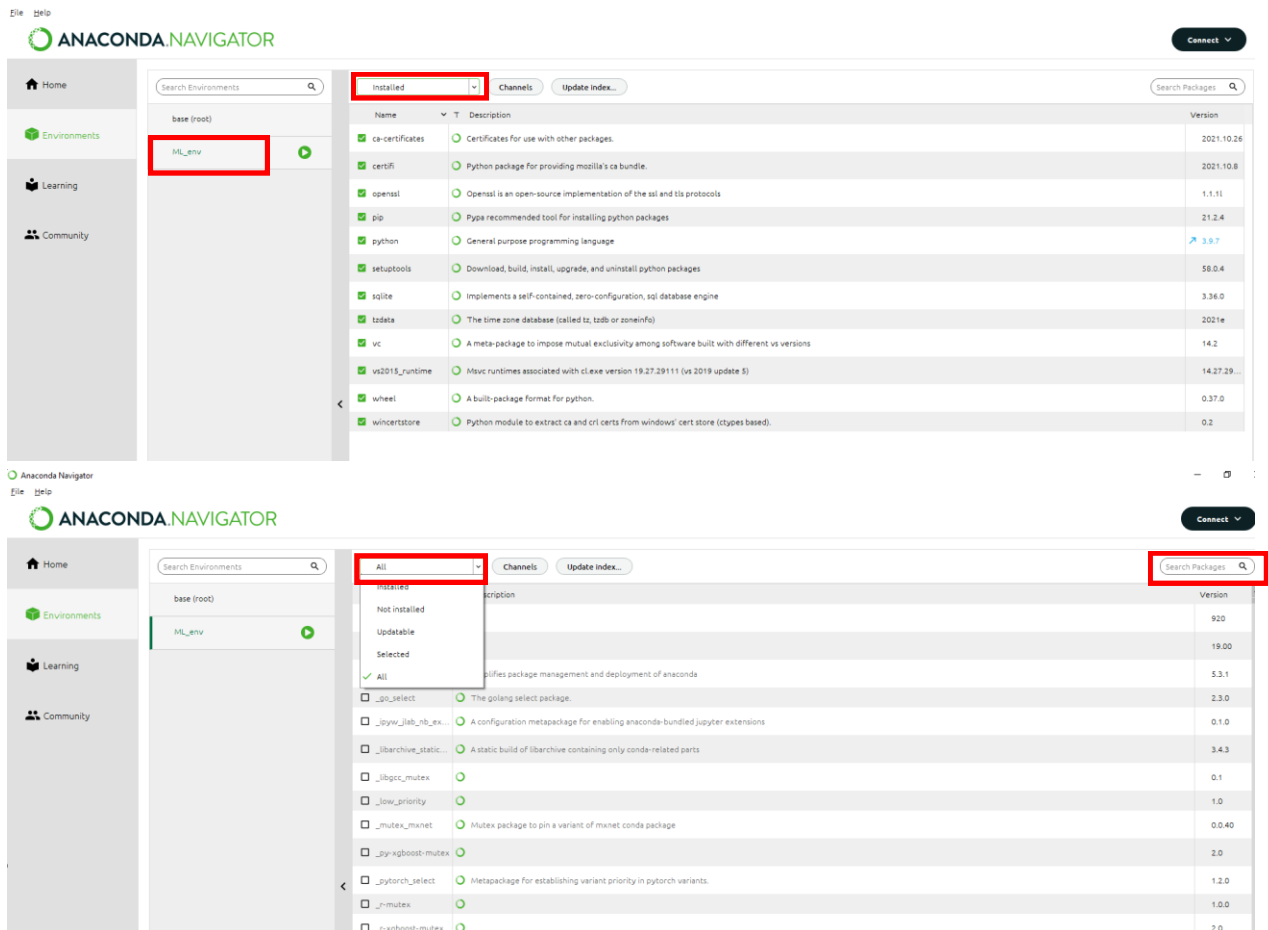 File Help
ANACONDA.NAVIGATOR
Connect
Home
Search Environments
Installed
Channels
Update index...
Search Packages
base (root)
Name T Description Version
Environments
ML_env
ca-certificates Certificates for use with other packages. 2021.10.26
certifi Python package for providing mozilla's ca bundle. 2021.10.8
Learning
openssl Openssl is an open-source implementation of the ssl and tls protocols 1.1.1l
pip Pypa recommended tool for installing python packages 21.2.4
Community
python General purpose programming language 3.9.7
setuptools Download, build, install, upgrade, and uninstall python packages 58.0.4
sqlite Implements a self-contained, zero-configuration, sql database engine 3.36.0
tzdata The time zone database (called tz, tzdb or zoneinfo) 2021e
vc A meta-package to impose mutual exclusivity among software built with different vs versions 14.2
vs2015_runtime Msvc runtimes associated with cl.exe version 19.27.29111 (vs 2019 update 5) 14.27.29...
wheel A built-package format for python. 0.37.0
wincertstore Python module to extract ca and crl certs from windows' cert store (ctypes based). 0.2
Anaconda Navigator
File Help
ANACONDA.NAVIGATOR
Connect
Home
Search Environments
All
Channels
Update index...
Search Packages
base (root)
Installed
Version
Not installed
920
Environments
ML_env
Updatable
Selected
19.00
Learning
All
package management and deployment of anaconda 5.3.1
_go_select The golang select package. 2.3.0
Community
_ipyw_jlab_nb_ex... A configuration metapackage for enabling anaconda-bundled jupyter extensions 0.1.0
_libarchive_static... A static build of libarchive containing only conda-related parts 3.4.3
_libgcc_mutex 0.1
_low_priority 1.0
_mutex_mxnet Mutex package to pin a variant of mxnet conda package 0.0.40
_py-xgboost-mutex 2.0
_pytorch_select Metapackage for establishing variant priority in pytorch variants. 1.2.0
_r-mutex 1.0.0
_r-xgboost-mutex 2.0